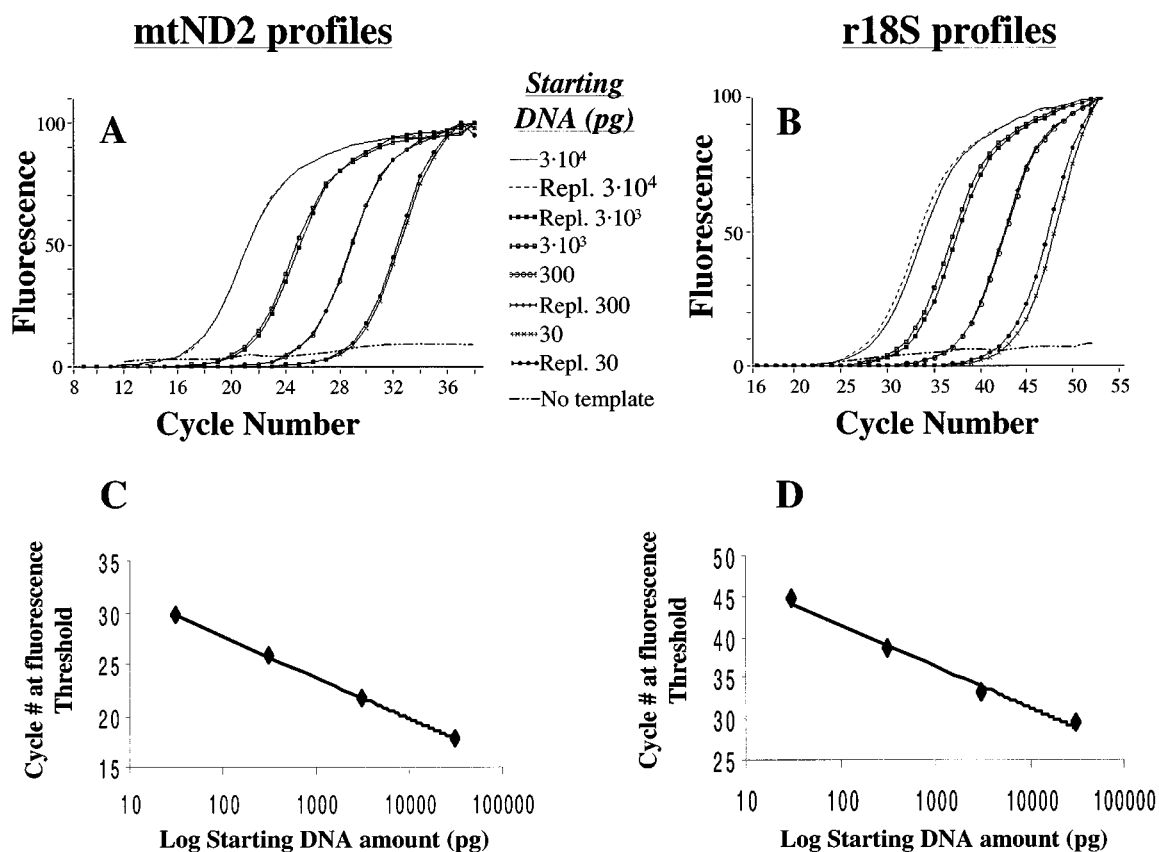 mtND2 profiles
r18S profiles
A
Fluorescence
100
50
0
8 12 16 20 24 28 32 36
Cycle Number
Starting
DNA (pg)
3·10⁴
Repl. 3·10⁴
Repl. 3·10³
3·10³
300
Repl. 300
30
Repl. 30
No template
B
Fluorescence
100
50
0
16 20 25 30 35 40 45 50 55
Cycle Number
C
Cycle # at fluorescence
Threshold
35
30
25
20
15
10 100 1000 10000 100000
Log Starting DNA amount (pg)
D
Cycle # at fluorescence
Threshold
50
45
40
35
30
25
10 100 1000 10000 100000
Log Starting DNA amount (pg)